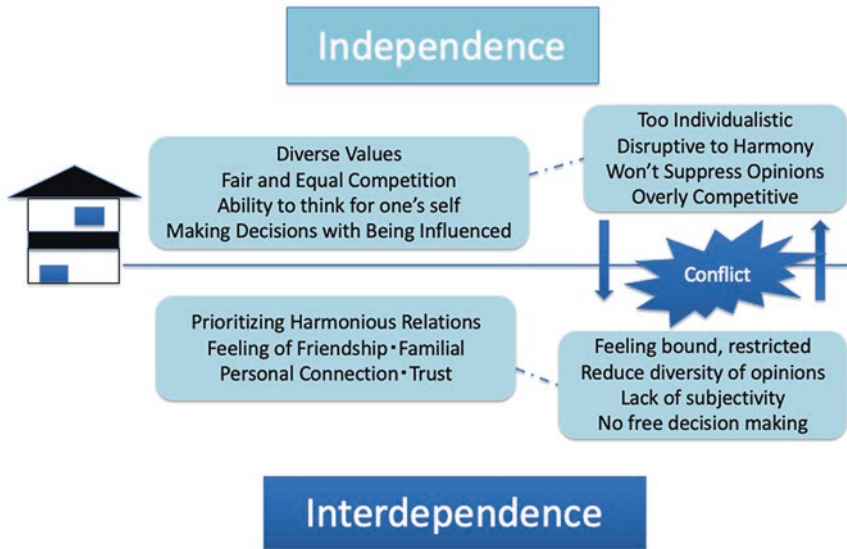 Independence
Diverse Values
Fair and Equal Competition
Ability to think for one's self
Making Decisions with Being Influenced
Too Individualistic
Disruptive to Harmony
Won't Suppress Opinions
Overly Competitive
Conflict
Prioritizing Harmonious Relations
Feeling of Friendship・Familial
Personal Connection・Trust
Feeling bound, restricted
Reduce diversity of opinions
Lack of subjectivity
No free decision making
Interdependence